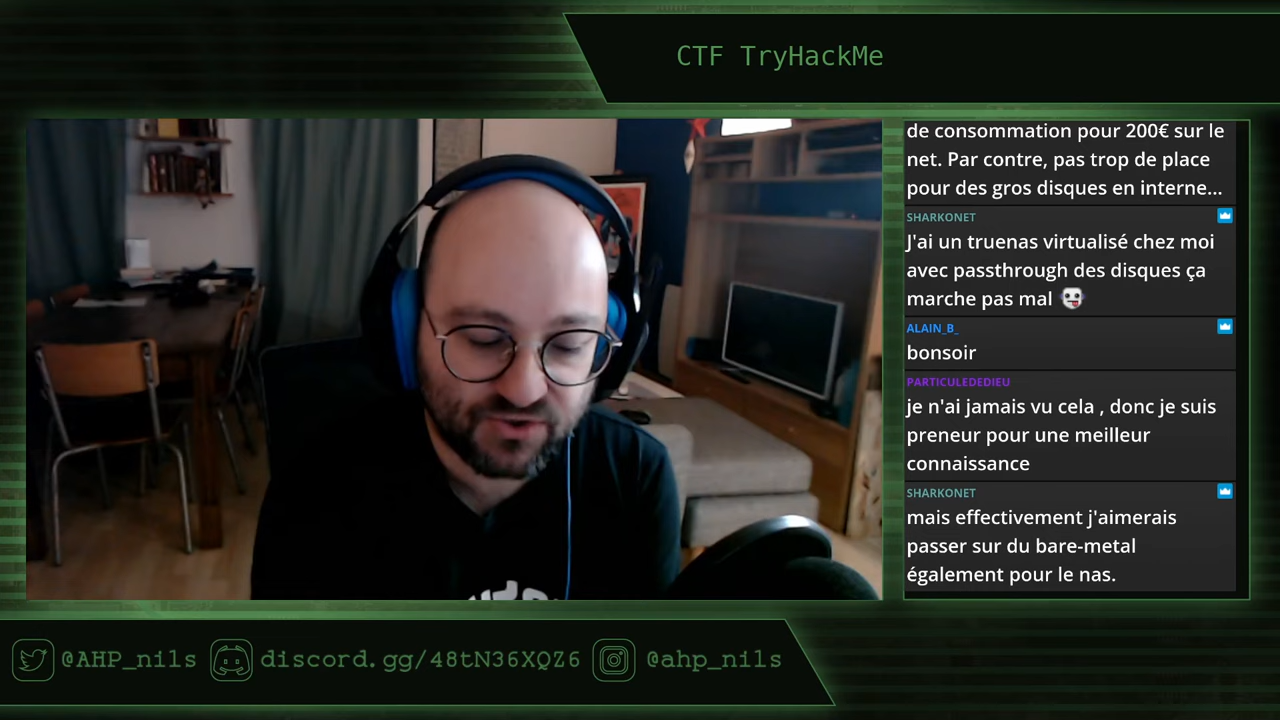 CTF TryHackMe
de consommation pour 200€ sur le
net. Par contre, pas trop de place
pour des gros disques en interne...
SHARKONET
J'ai un truenas virtualisé chez moi
avec passthrough des disques ça
marche pas mal
ALAIN_B_
bonsoir
PARTICULEDEDIEU
je n'ai jamais vu cela , donc je suis
preneur pour une meilleur
connaissance
SHARKONET
mais effectivement j'aimerais
passer sur du bare-metal
également pour le nas.
@AHP_nils discord.gg/48tN36XQZ6 @ahp_nils